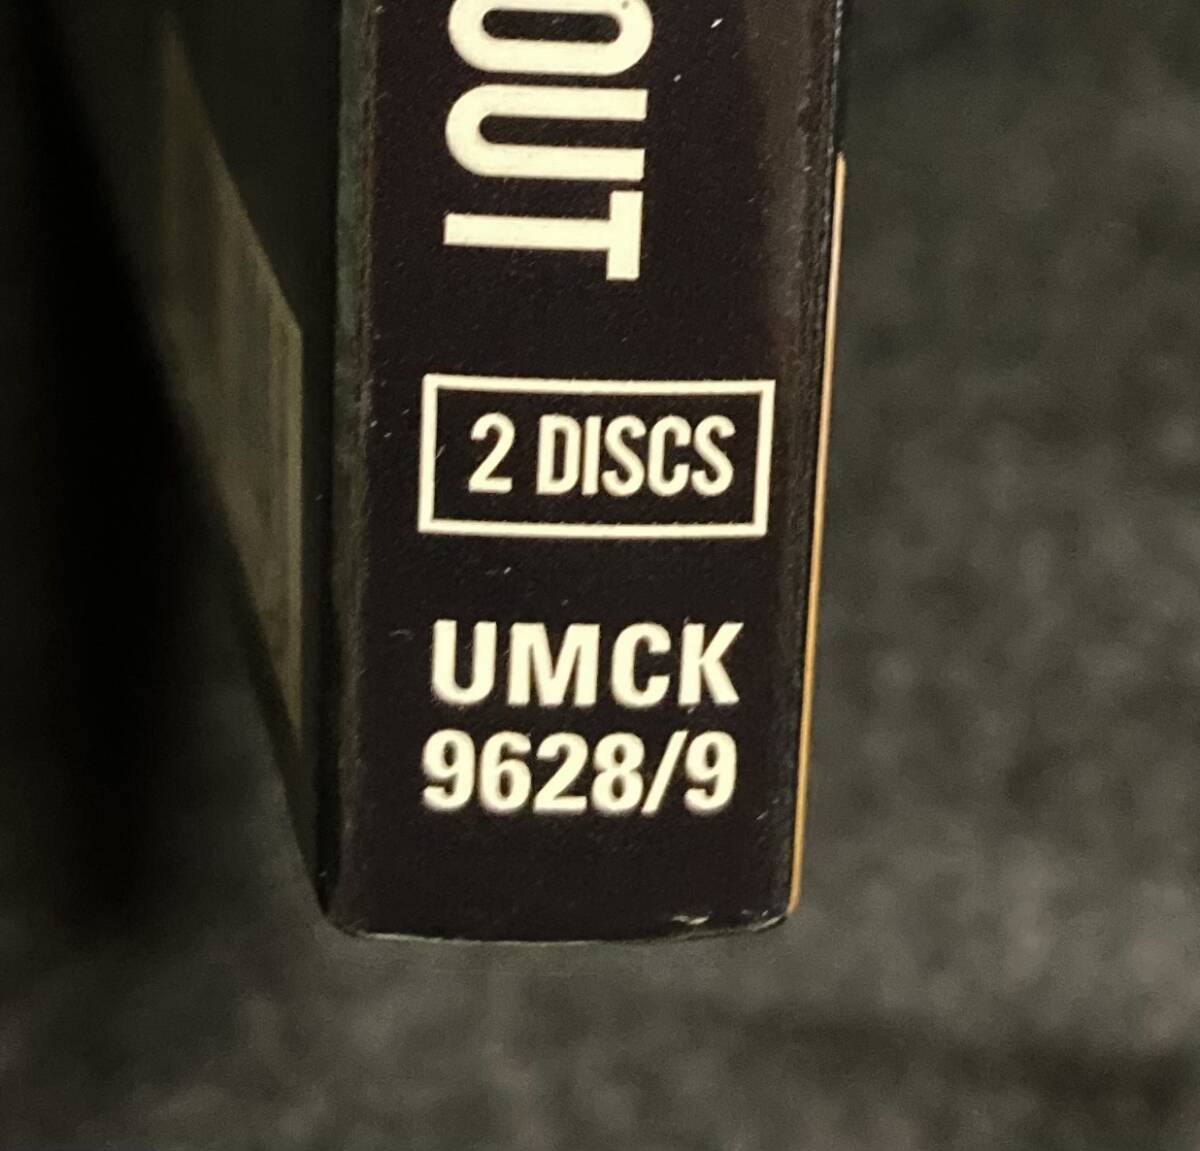 OUT
2 DISCS
UMCK
9628/9